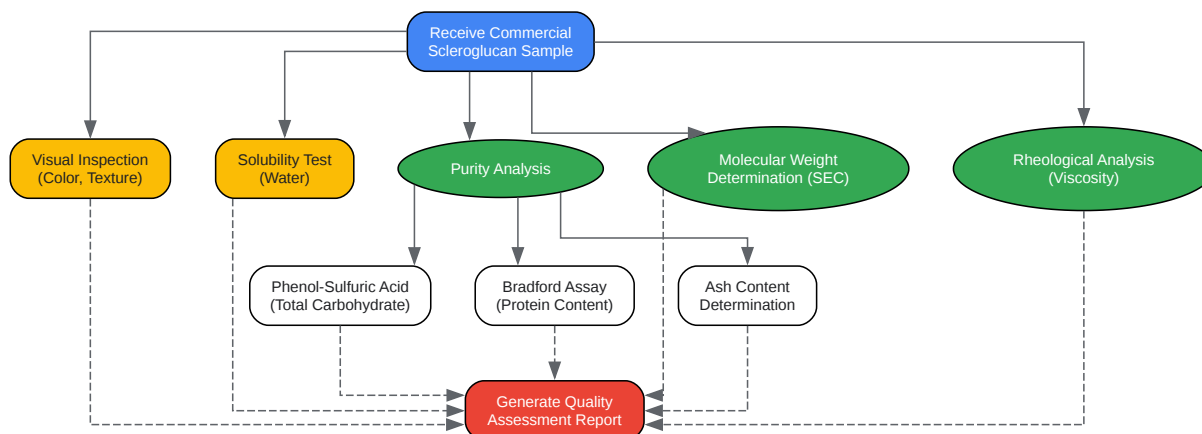 Receive Commercial
Scleroglucan Sample
Visual Inspection
(Color, Texture)
Solubility Test
(Water)
Purity Analysis
Molecular Weight
Determination (SEC)
Rheological Analysis
(Viscosity)
Phenol-Sulfuric Acid
(Total Carbohydrate)
Bradford Assay
(Protein Content)
Ash Content
Determination
Generate Quality
Assessment Report